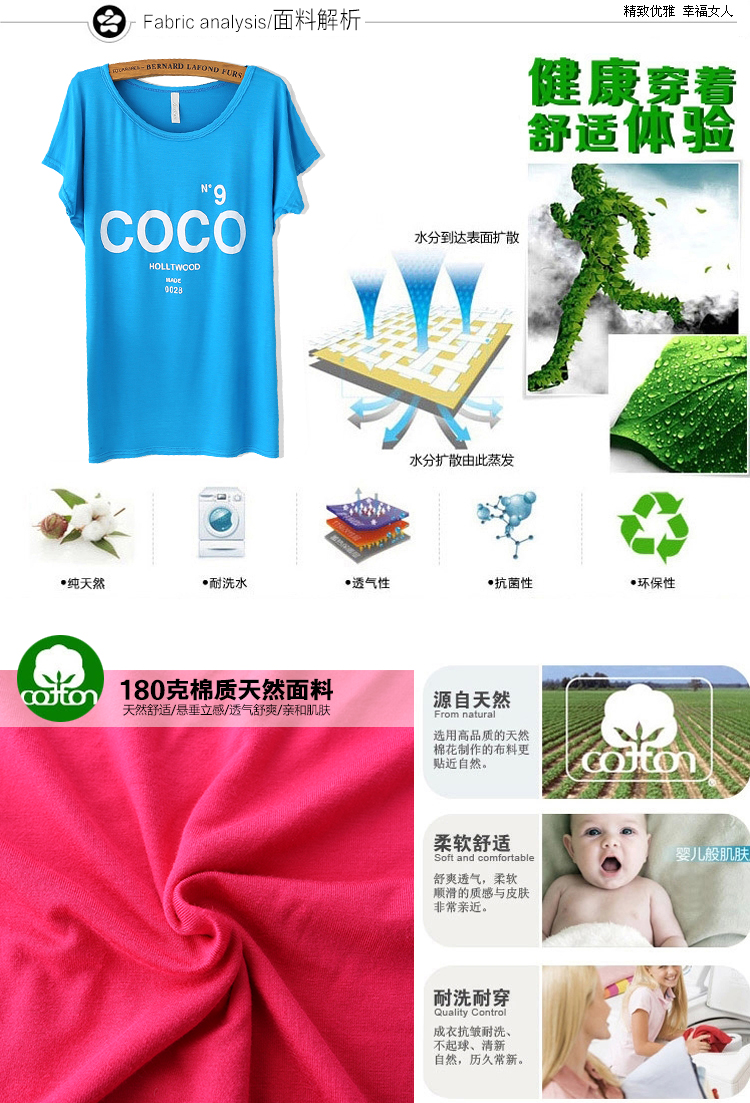 Fabric analysis/面料解析
精致优雅 幸福女人
BERNARD LAFOND FURS
N° 9
COCO
HOLLTWOOD
MADE
0028
健康穿着
舒适体验
水分到达表面扩散
水分扩散由此蒸发
•纯天然
•耐洗水
•透气性
•抗菌性
•环保性
cotton
180克棉质天然面料
天然舒适/悬垂立感/透气舒爽/亲和肌肤
源自天然
From natural
选用高品质的天然
棉花制作的布料更
贴近自然。
cotton
®
柔软舒适
Soft and comfortable
舒爽透气，柔软
顺滑的质感与皮肤
非常亲近。
婴儿般肌肤
耐洗耐穿
Quality Control
成衣抗皱耐洗、
不起球、清新
自然，历久常新。